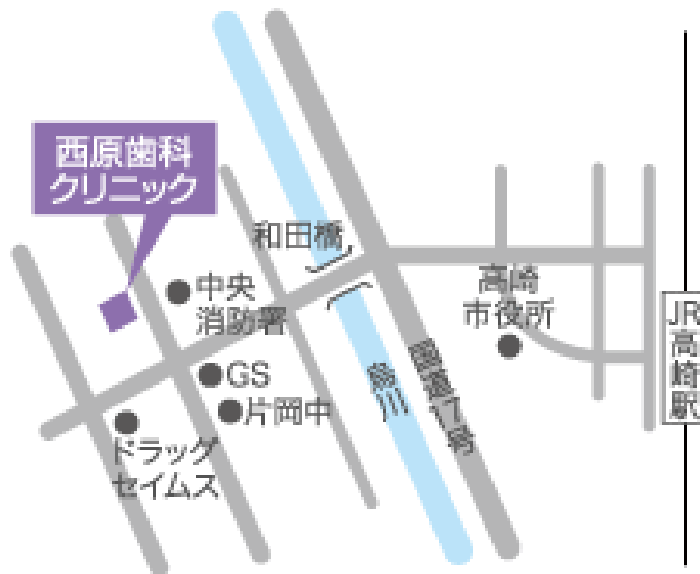 西原歯科
クリニック
和田橋
中央
消防署
高崎
市役所
JR高崎駅
GS
片岡中
烏川
国道17号
ドラッグ
セイムス